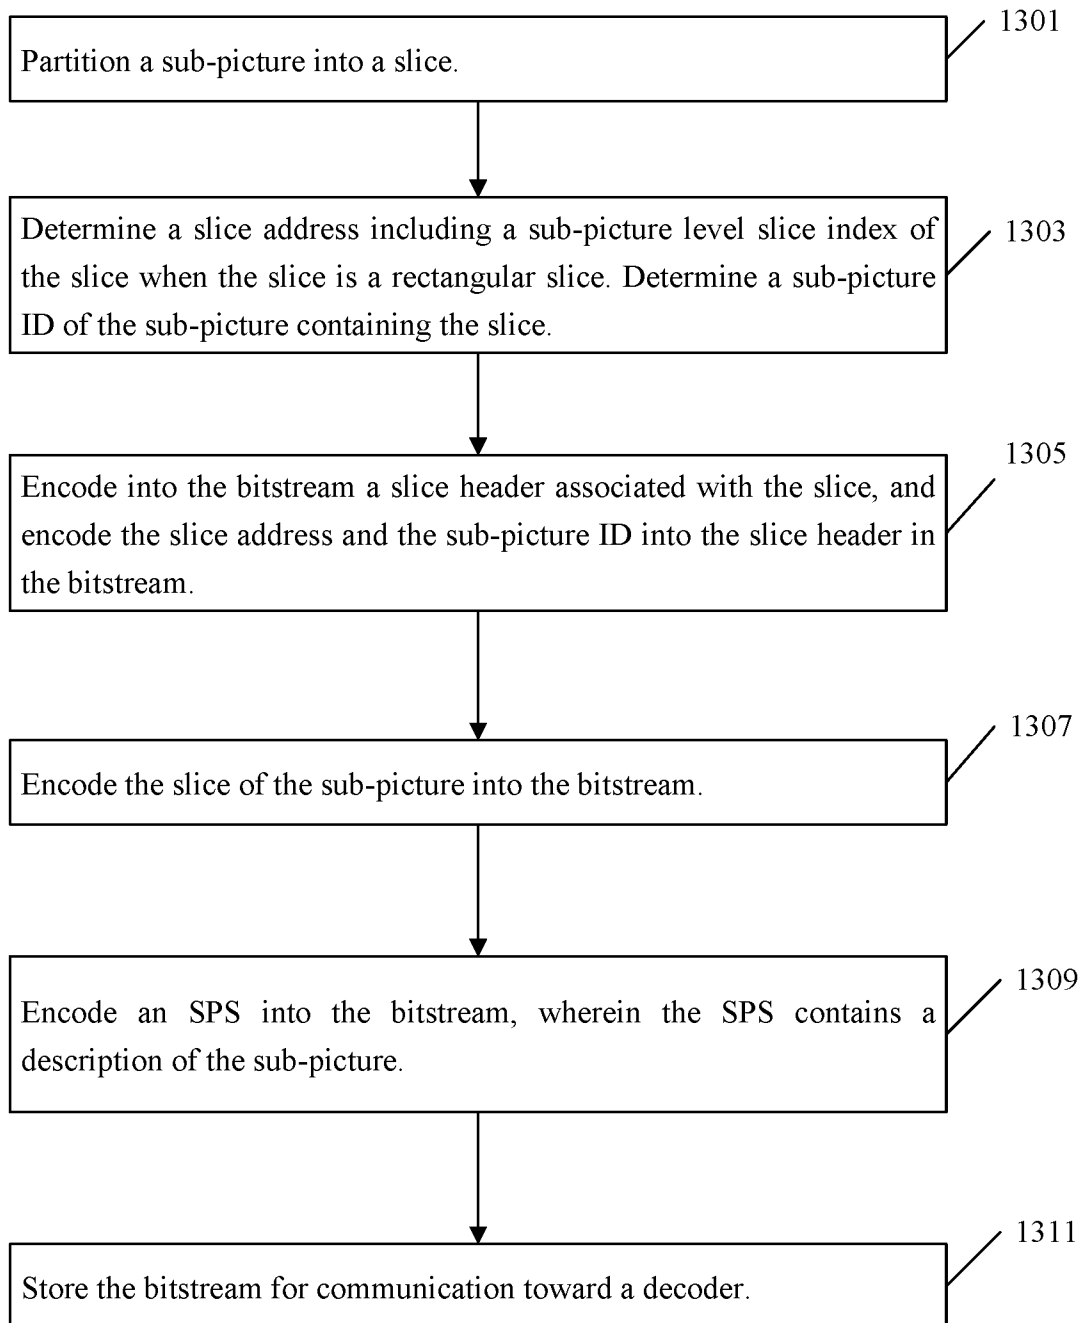 1301
Partition a sub-picture into a slice.
1303
Determine a slice address including a sub-picture level slice index of
the slice when the slice is a rectangular slice. Determine a sub-picture
ID of the sub-picture containing the slice.
1305
Encode into the bitstream a slice header associated with the slice, and
encode the slice address and the sub-picture ID into the slice header in
the bitstream.
1307
Encode the slice of the sub-picture into the bitstream.
1309
Encode an SPS into the bitstream, wherein the SPS contains a
description of the sub-picture.
1311
Store the bitstream for communication toward a decoder.